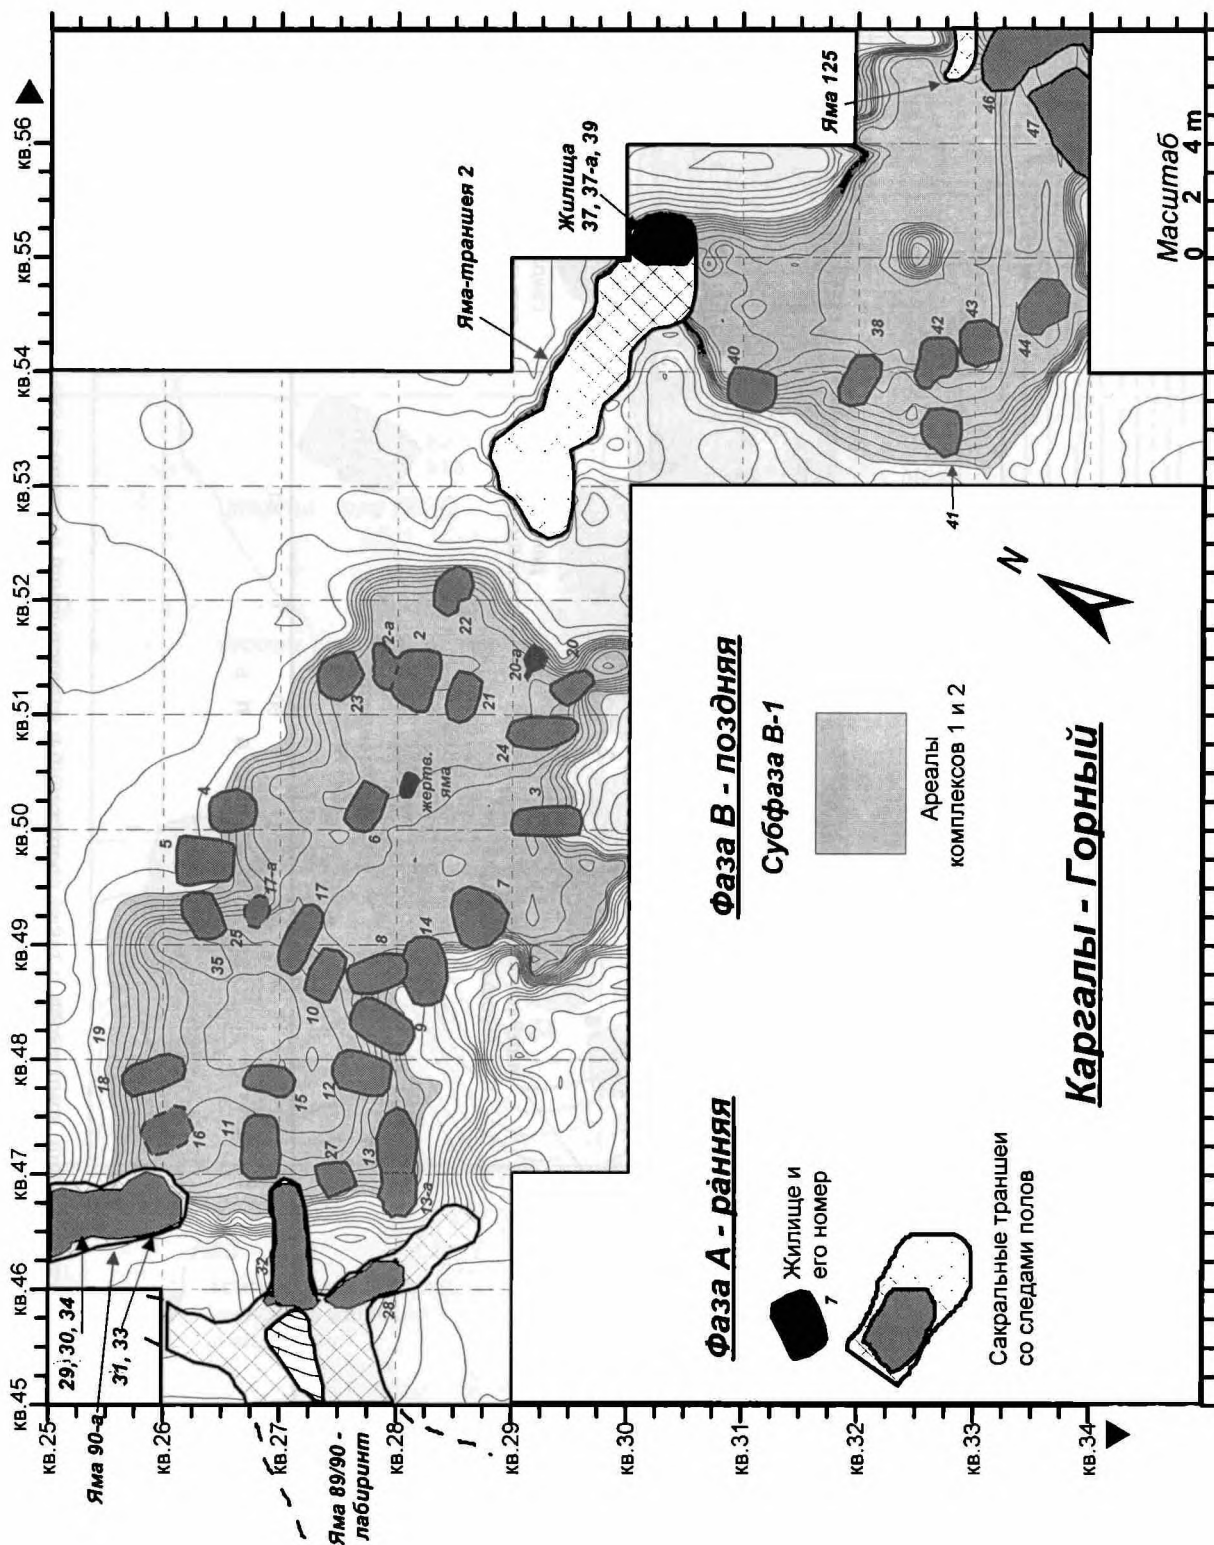 кв.45
кв.46
кв.47
кв.48
кв.49
кв.50
кв.51
кв.52
кв.53
кв.54
кв.55
кв.56
кв.25
кв.26
кв.27
кв.28
кв.29
кв.30
кв.31
кв.32
кв.33
кв.34
29, 30, 34
Яма 90-а
31, 33
Яма 89/90 -
лабиринт
32
28
18
19
16
11
15
12
27
13
13-а
9
10
8
14
17
17-а
25
35
5
4
7
6
жертв.
яма
3
24
23
2-а
2
21
22
20-а
20
Яма-траншея 2
Жилища
37, 37-а, 39
Яма 125
46
47
40
38
42
43
44
41
Масштаб
0 2 4 m
N
Фаза А - ранняя
Жилище и
его номер
7
Сакральные траншеи
со следами полов
Фаза В - поздняя
Субфаза В-1
Ареалы
комплексов 1 и 2
Каргалы - Горный